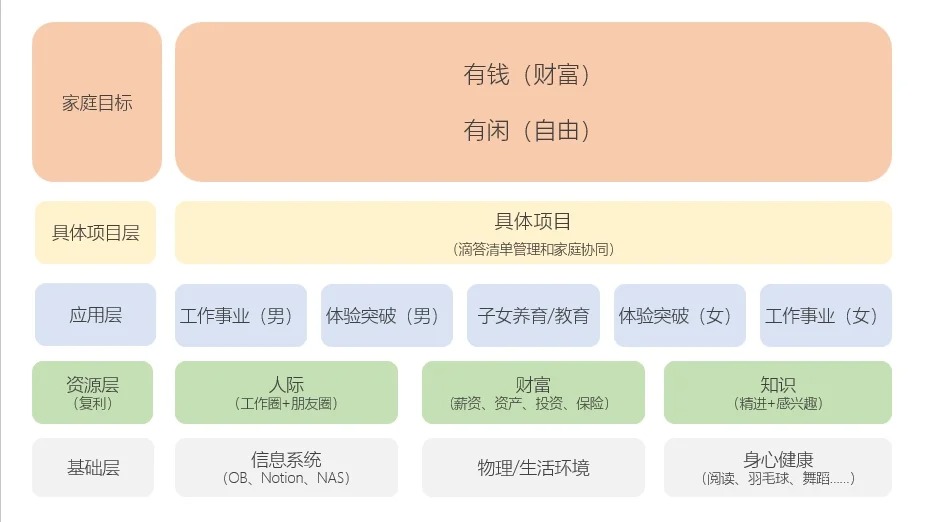 家庭目标
有钱（财富）
有闲（自由）
具体项目层
具体项目
（滴答清单管理和家庭协同）
应用层
工作事业（男）
体验突破（男）
子女养育/教育
体验突破（女）
工作事业（女）
资源层
（复利）
人际
（工作圈+朋友圈）
财富
（薪资、资产、投资、保险）
知识
（精进+感兴趣）
基础层
信息系统
（OB、Notion、NAS）
物理/生活环境
身心健康
（阅读、羽毛球、舞蹈......）